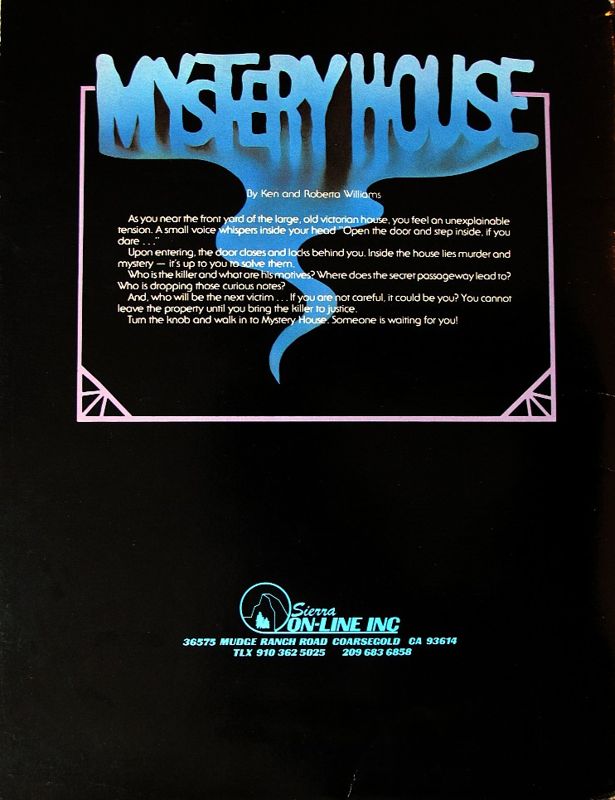 MYSTERY HOUSE
By Ken and Roberta Williams
As you near the front yard of the large, old victorian house, you feel an unexplainable
tension. A small voice whispers inside your head "Open the door and step inside, if you
dare . . ."
Upon entering, the door closes and locks behind you. Inside the house lies murder and
mystery — it's up to you to solve them.
Who is the killer and what are his motives? Where does the secret passageway lead to?
Who is dropping those curious notes?
And, who will be the next victim . . . If you are not careful, it could be you? You cannot
leave the property until you bring the killer to justice.
Turn the knob and walk in to Mystery House. Someone is waiting for you!
Sierra
ON-LINE INC
36575 MUDGE RANCH ROAD COARSEGOLD CA 93614
TLX 910 362 5025 209 683 6858